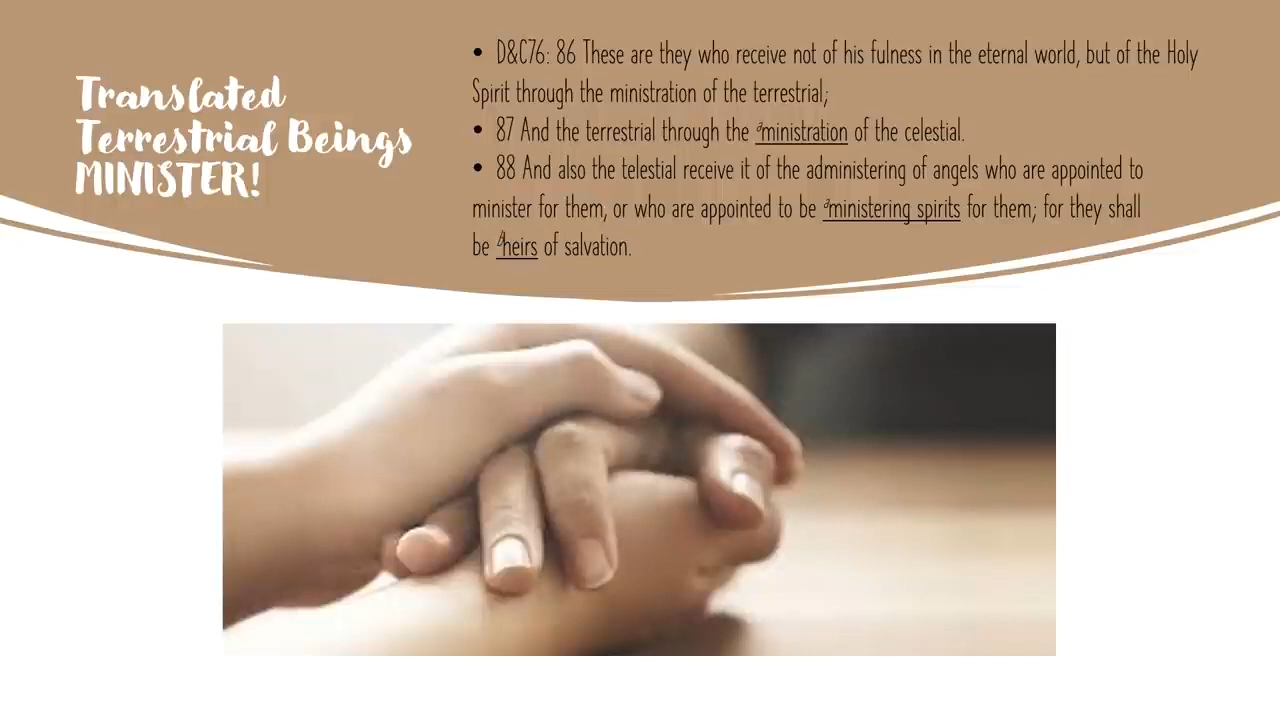 Translated
Terrestrial Beings
MINISTER!
• D&C76: 86 These are they who receive not of his fulness in the eternal world, but of the Holy
Spirit through the ministration of the terrestrial;
• 87 And the terrestrial through the aministration of the celestial.
• 88 And also the telestial receive it of the administering of angels who are appointed to
minister for them, or who are appointed to be aministering spirits for them; for they shall
be bheirs of salvation.